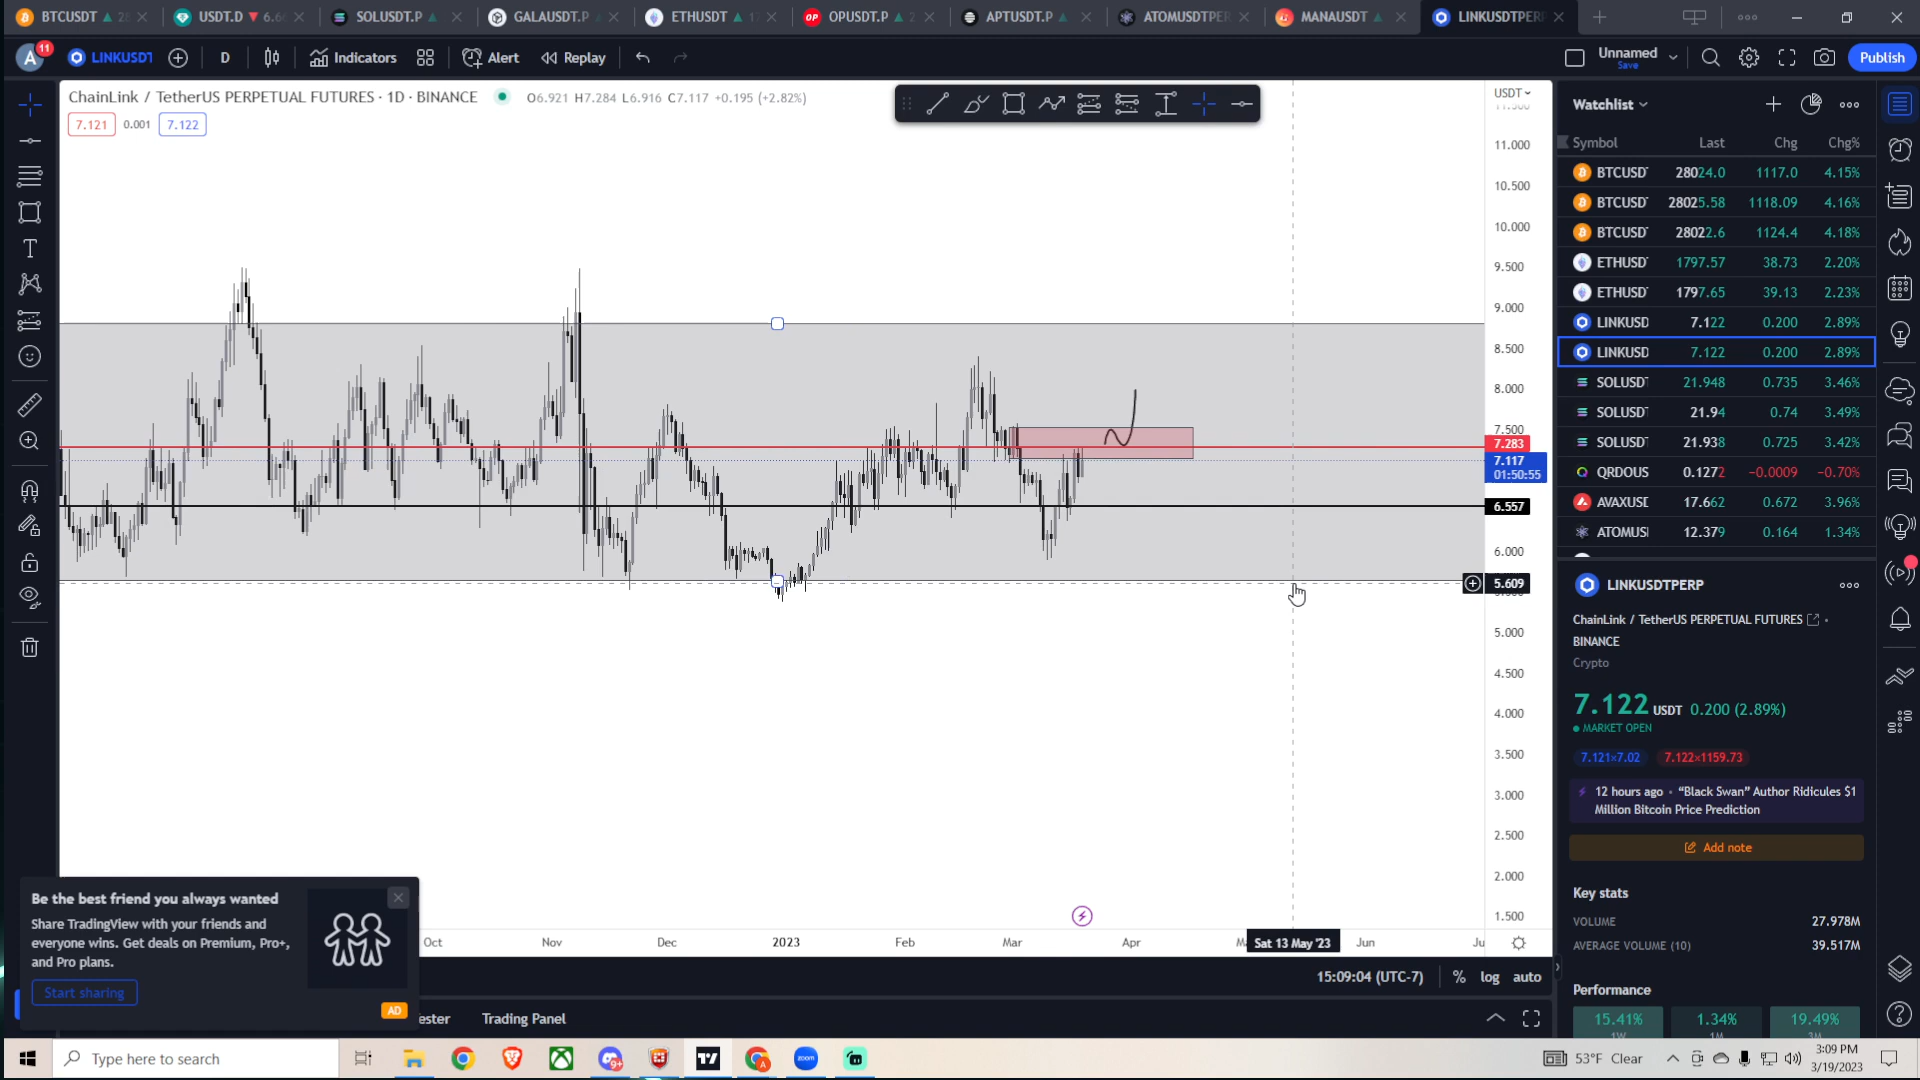 BTCUSDT ▲ 28
USDT.D ▼ 6.6
SOLUSDT.P ▲
GALAUSDT.P ▲
ETHUSDT ▲ 17
OPUSDT.P ▲ 2
APTUSDT.P ▲
ATOMUSDTPER
MANAUSDT ▲
LINKUSDTPER
A 11 LINKUSDT D Indicators Alert Replay Unnamed Save Publish
ChainLink / TetherUS PERPETUAL FUTURES · 1D · BINANCE O6.921 H7.284 L6.916 C7.117 +0.195 (+2.82%)
7.121 0.001 7.122
USDT
11.500
11.000
10.500
10.000
9.500
9.000
8.500
8.000
7.500
7.283
7.117
01:50:55
6.557
6.000
5.609
5.000
4.500
4.000
3.500
3.000
2.500
2.000
1.500
Oct Nov Dec 2023 Feb Mar Apr Sat 13 May '23 Jun
15:09:04 (UTC-7) % log auto
ester Trading Panel
Be the best friend you always wanted
Share TradingView with your friends and
everyone wins. Get deals on Premium, Pro+,
and Pro plans.
Start sharing
AD
Watchlist
Symbol Last Chg Chg%
BTCUSD 28024.0 1117.0 4.15%
BTCUSD 28025.58 1118.09 4.16%
BTCUSD 28022.6 1124.4 4.18%
ETHUSD 1797.57 38.73 2.20%
ETHUSD 1797.65 39.13 2.23%
LINKUSD 7.122 0.200 2.89%
LINKUSD 7.122 0.200 2.89%
SOLUSD 21.948 0.735 3.46%
SOLUSD 21.94 0.74 3.49%
SOLUSD 21.938 0.725 3.42%
QRDOUS 0.1272 −0.0009 −0.70%
AVAXUSD 17.662 0.672 3.96%
ATOMUS 12.379 0.164 1.34%
LINKUSDTPERP
ChainLink / TetherUS PERPETUAL FUTURES •
BINANCE
Crypto
7.122 USDT 0.200 (2.89%)
MARKET OPEN
7.121×7.02 7.122×1159.73
12 hours ago • “Black Swan” Author Ridicules $1
Million Bitcoin Price Prediction
Add note
Key stats
VOLUME 27.978M
AVERAGE VOLUME (10) 39.517M
Performance
15.41% 1.34% 19.49%
1W 1M 3M
Type here to search
9+
zoom
53°F Clear
3:09 PM
3/19/2023